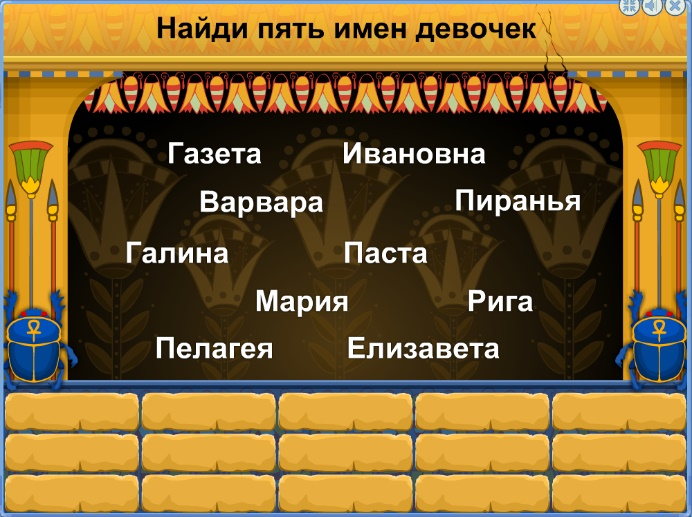 Найди пять имен девочек
Газета Ивановна
Варвара Пиранья
Галина Паста
Мария Рига
Пелагея Елизавета